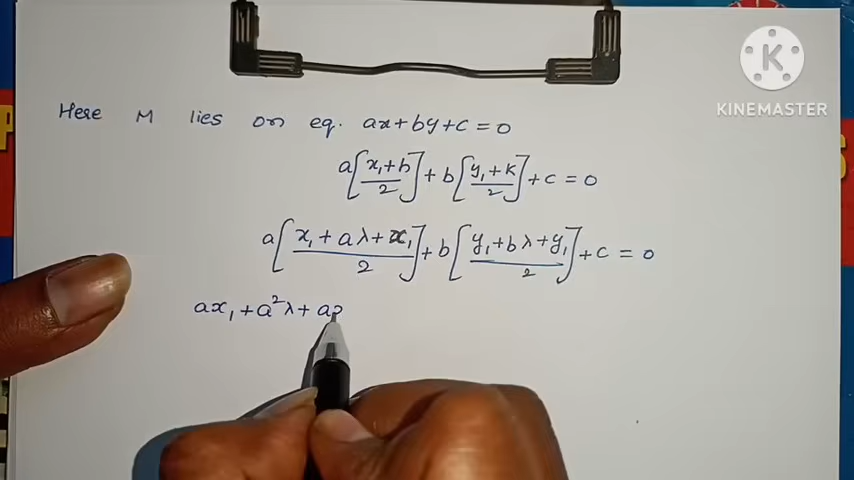 KINEMASTER
Here M lies on eq. ax+by+c=0
a[(x₁+h)/2]+b[(y₁+k)/2]+c=0
a[(x₁+aλ+x₁)/2]+b[(y₁+bλ+y₁)/2]+c=0
ax₁+a²λ+a